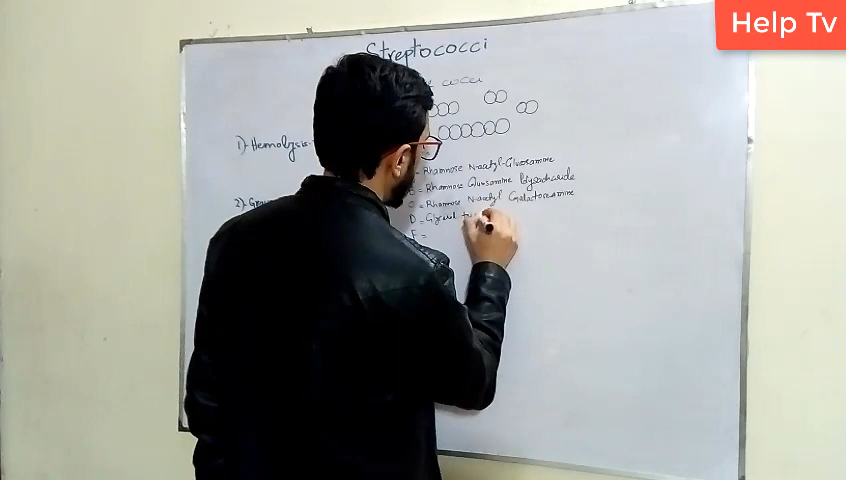 Help Tv
Streptococci
cocci
1)- Hemolysis-
= Rhamnose N-acetyl-Glucosamine
= Rhamnose Glucosamine Polysaccharide
C = Rhamnose N-acetyl Galactosamine
2)- Grou
D = Glycerol
F =